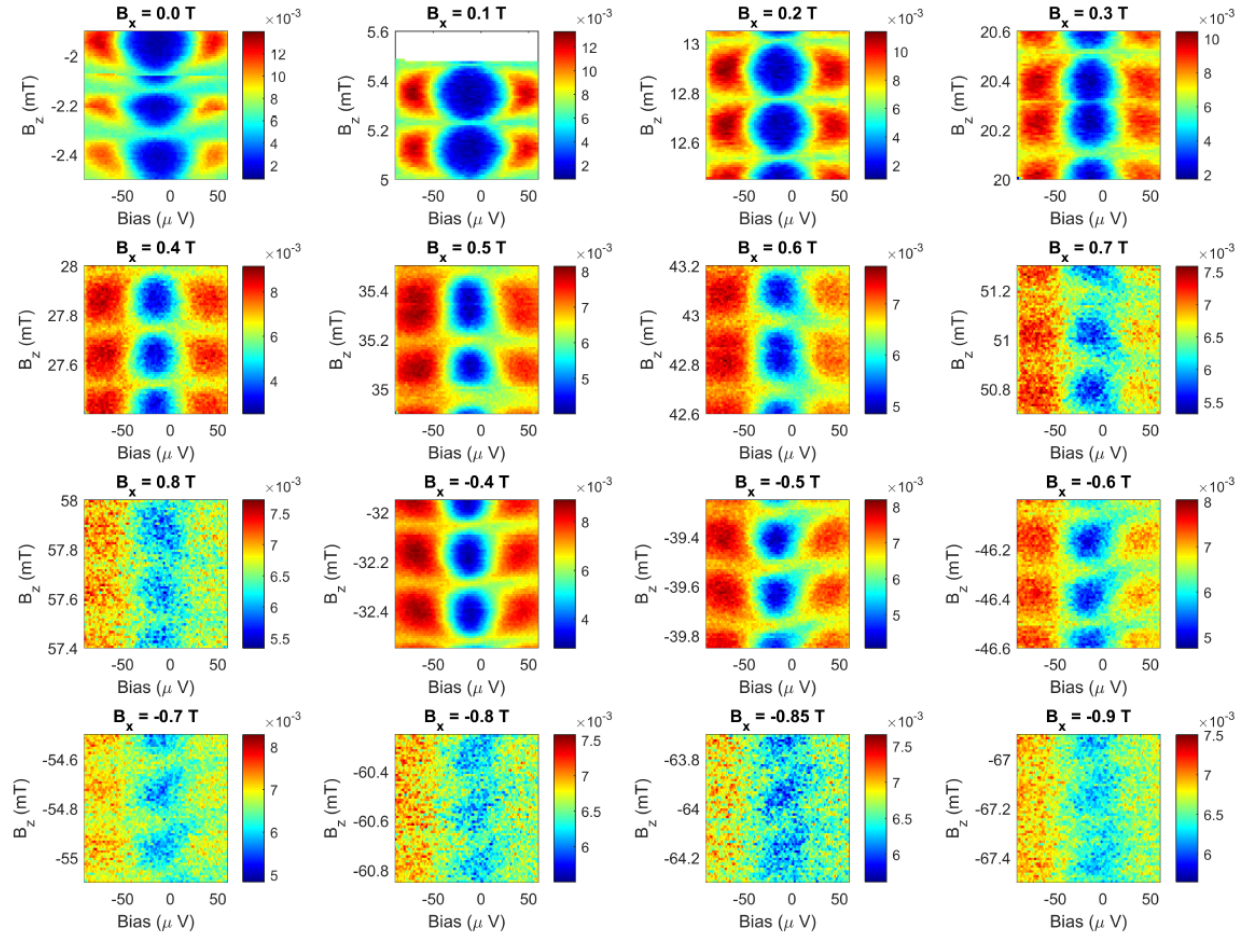 B_x = 0.0 T
×10^-3
-2
-2.2
-2.4
B_z (mT)
-50 0 50
Bias (μ V)
14
12
10
8
6
4
2
B_x = 0.1 T
×10^-3
5.6
5.4
5.2
5
B_z (mT)
-50 0 50
Bias (μ V)
12
10
8
6
4
2
B_x = 0.2 T
×10^-3
13
12.8
12.6
B_z (mT)
-50 0 50
Bias (μ V)
10
8
6
4
2
B_x = 0.3 T
×10^-3
20.6
20.4
20.2
20
B_z (mT)
-50 0 50
Bias (μ V)
10
8
6
4
2
B_x = 0.4 T
×10^-3
28
27.8
27.6
B_z (mT)
-50 0 50
Bias (μ V)
8
6
4
B_x = 0.5 T
×10^-3
35.4
35.2
35
B_z (mT)
-50 0 50
Bias (μ V)
8
7
6
5
B_x = 0.6 T
×10^-3
43.2
43
42.8
42.6
B_z (mT)
-50 0 50
Bias (μ V)
7
6
5
B_x = 0.7 T
×10^-3
51.2
51
50.8
B_z (mT)
-50 0 50
Bias (μ V)
7.5
7
6.5
6
5.5
B_x = 0.8 T
×10^-3
58
57.8
57.6
57.4
B_z (mT)
-50 0 50
Bias (μ V)
7.5
7
6.5
6
5.5
B_x = -0.4 T
×10^-3
-32
-32.2
-32.4
B_z (mT)
-50 0 50
Bias (μ V)
8
6
4
B_x = -0.5 T
×10^-3
-39.4
-39.6
-39.8
B_z (mT)
-50 0 50
Bias (μ V)
8
7
6
5
B_x = -0.6 T
×10^-3
-46.2
-46.4
-46.6
B_z (mT)
-50 0 50
Bias (μ V)
8
7
6
5
B_x = -0.7 T
×10^-3
-54.6
-54.8
-55
B_z (mT)
-50 0 50
Bias (μ V)
8
7
6
5
B_x = -0.8 T
×10^-3
-60.4
-60.6
-60.8
B_z (mT)
-50 0 50
Bias (μ V)
7.5
7
6.5
6
B_x = -0.85 T
×10^-3
-63.8
-64
-64.2
B_z (mT)
-50 0 50
Bias (μ V)
7.5
7
6.5
6
B_x = -0.9 T
×10^-3
-67
-67.2
-67.4
B_z (mT)
-50 0 50
Bias (μ V)
7.5
7
6.5
6